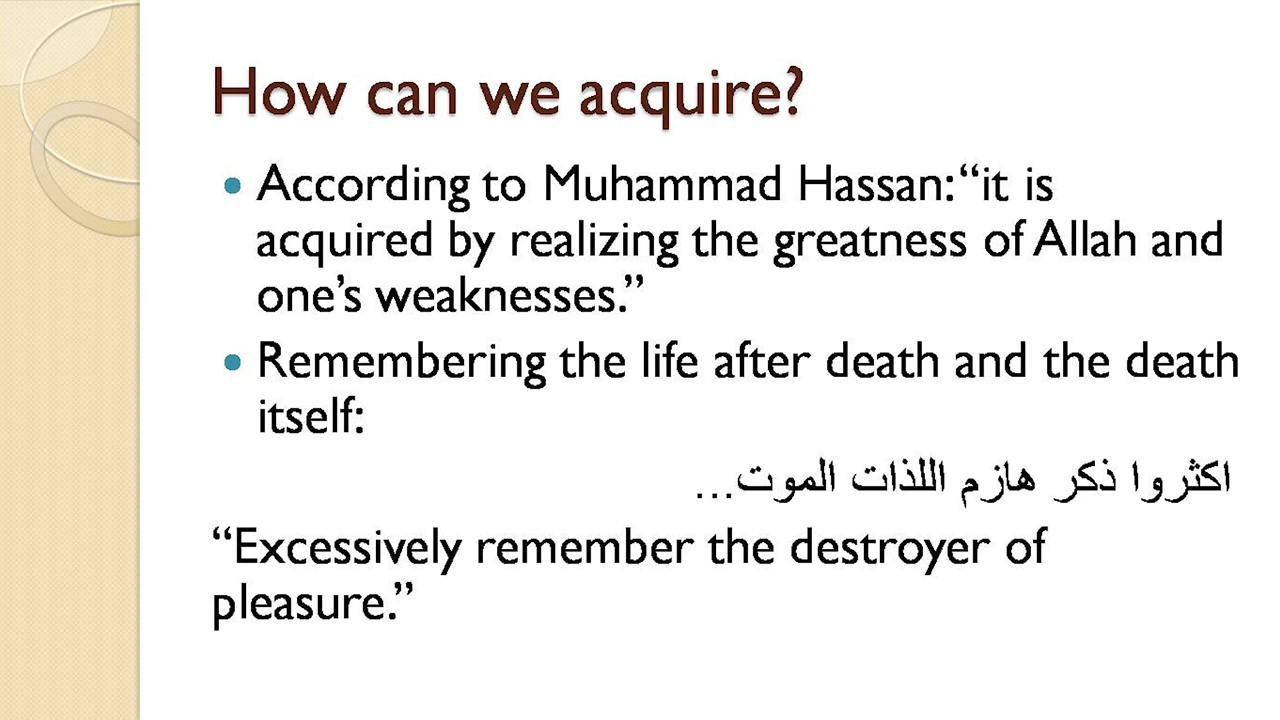 How can we acquire?
• According to Muhammad Hassan: “it is
acquired by realizing the greatness of Allah and
one’s weaknesses.”
• Remembering the life after death and the death
itself:
اكثروا ذكر هازم اللذات الموت...
“Excessively remember the destroyer of
pleasure.”